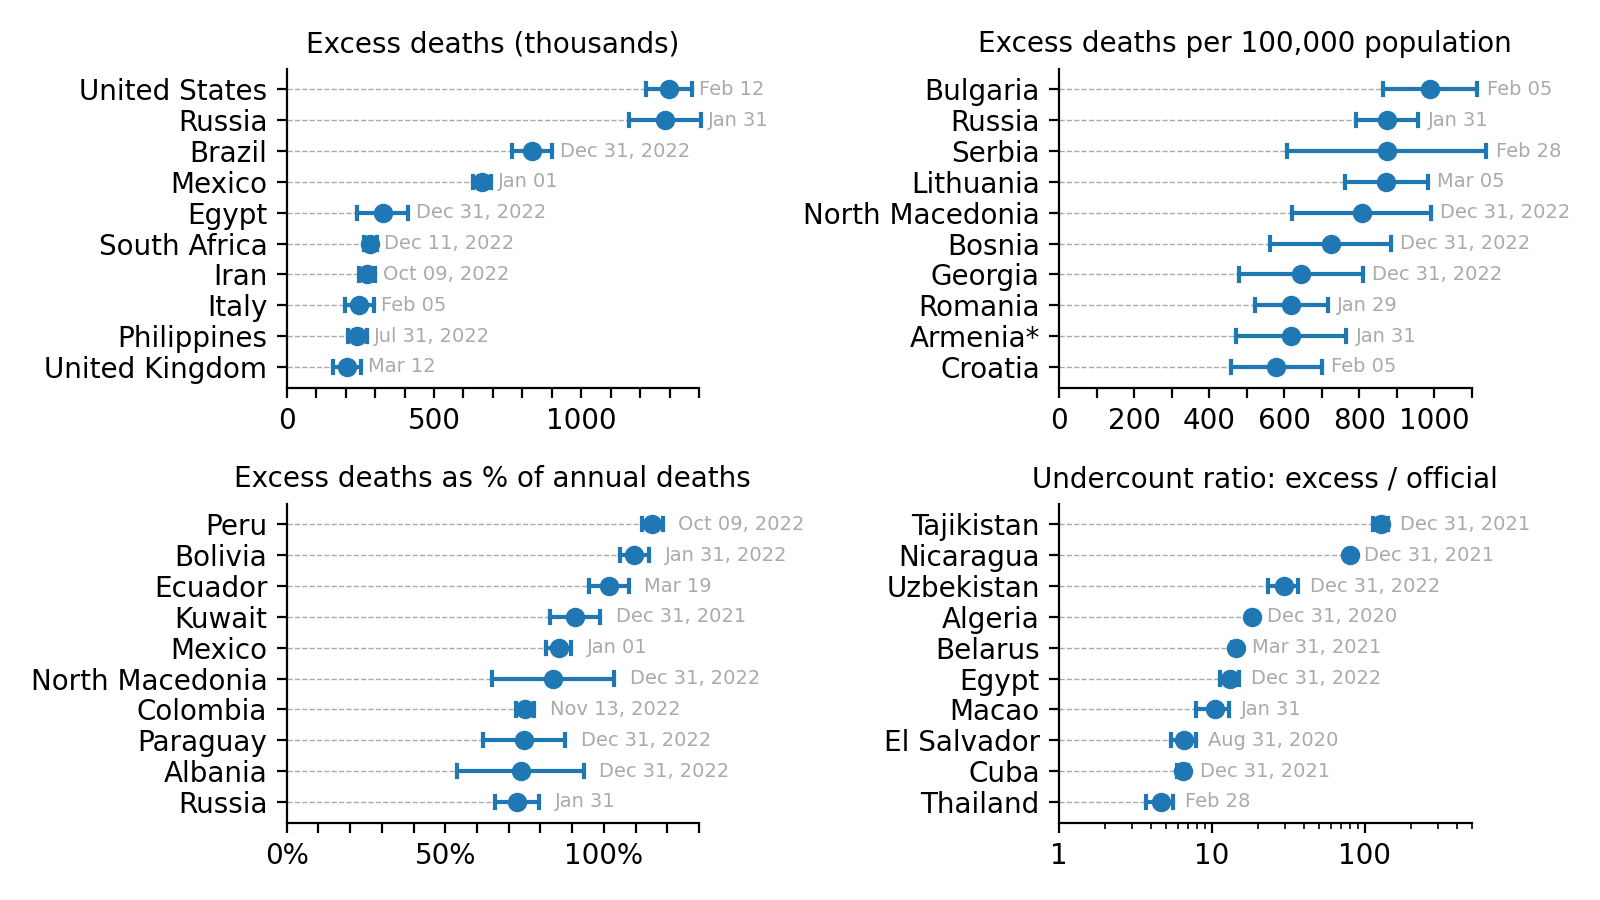 Excess deaths (thousands)
United States Feb 12
Russia Jan 31
Brazil Dec 31, 2022
Mexico Jan 01
Egypt Dec 31, 2022
South Africa Dec 11, 2022
Iran Oct 09, 2022
Italy Feb 05
Philippines Jul 31, 2022
United Kingdom Mar 12
0 500 1000
Excess deaths per 100,000 population
Bulgaria Feb 05
Russia Jan 31
Serbia Feb 28
Lithuania Mar 05
North Macedonia Dec 31, 2022
Bosnia Dec 31, 2022
Georgia Dec 31, 2022
Romania Jan 29
Armenia* Jan 31
Croatia Feb 05
0 200 400 600 800 1000
Excess deaths as % of annual deaths
Peru Oct 09, 2022
Bolivia Jan 31, 2022
Ecuador Mar 19
Kuwait Dec 31, 2021
Mexico Jan 01
North Macedonia Dec 31, 2022
Colombia Nov 13, 2022
Paraguay Dec 31, 2022
Albania Dec 31, 2022
Russia Jan 31
0% 50% 100%
Undercount ratio: excess / official
Tajikistan Dec 31, 2021
Nicaragua Dec 31, 2021
Uzbekistan Dec 31, 2022
Algeria Dec 31, 2020
Belarus Mar 31, 2021
Egypt Dec 31, 2022
Macao Jan 31
El Salvador Aug 31, 2020
Cuba Dec 31, 2021
Thailand Feb 28
1 10 100